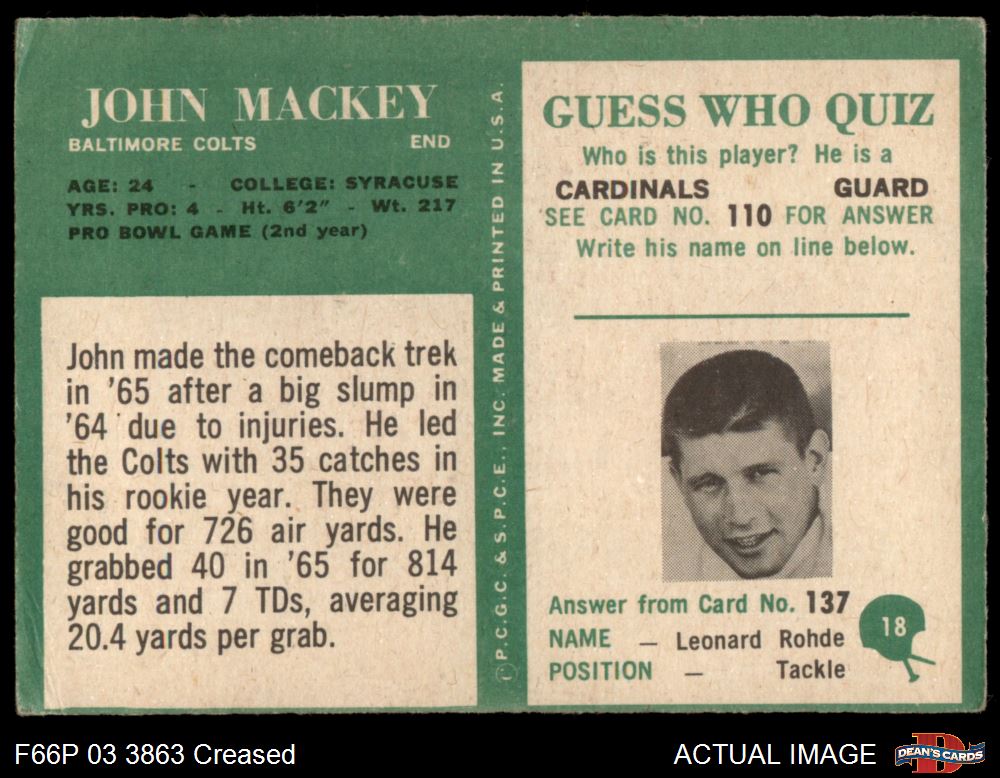 JOHN MACKEY
BALTIMORE COLTS END
AGE: 24 - COLLEGE: SYRACUSE
YRS. PRO: 4 - Ht. 6'2" - Wt. 217
PRO BOWL GAME (2nd year)
John made the comeback trek
in '65 after a big slump in
'64 due to injuries. He led
the Colts with 35 catches in
his rookie year. They were
good for 726 air yards. He
grabbed 40 in '65 for 814
yards and 7 TDs, averaging
20.4 yards per grab.
©P.C.G.C. & S.P.C.E., INC. MADE & PRINTED IN U.S.A.
GUESS WHO QUIZ
Who is this player? He is a
CARDINALS GUARD
SEE CARD NO. 110 FOR ANSWER
Write his name on line below.
Answer from Card No. 137
NAME — Leonard Rohde
POSITION — Tackle
18
F66P 03 3863 Creased
ACTUAL IMAGE
DEAN'S CARDS